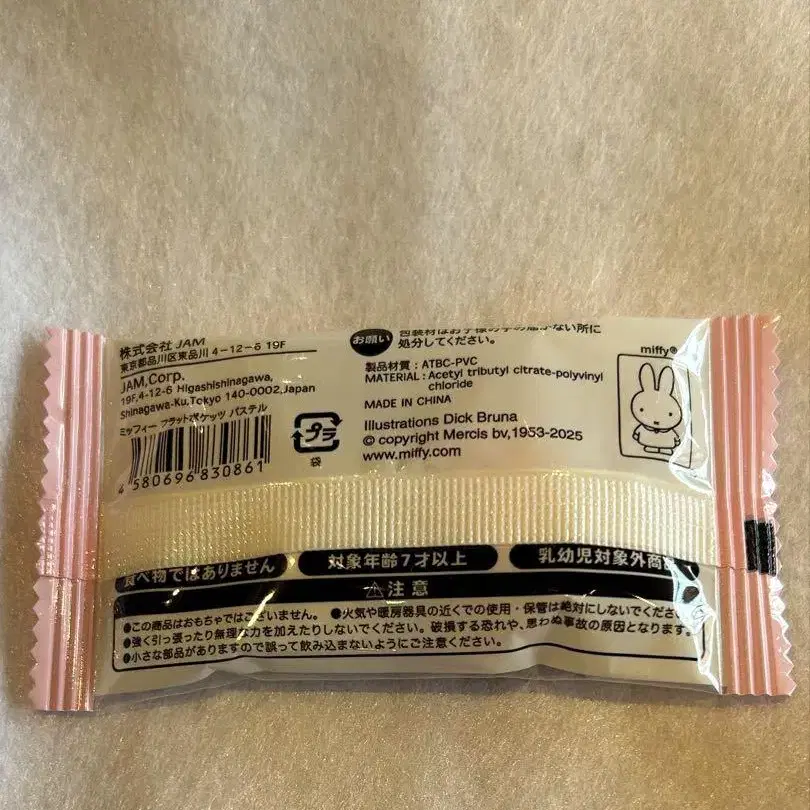 株式会社 JAM
東京都品川区東品川 4-12-6 19F
JAM,Corp.
19F,4-12-6 Higashishinagawa,
Shinagawa-Ku,Tokyo 140-0002,Japan
ミッフィー フラットポケッツ パステル
4 580696 830861
プラ
袋
お願い
包装材はお子様の手の届かない所に
処分してください。
製品材質：ATBC-PVC
MATERIAL：Acetyl tributyl citrate-polyvinyl
chloride
MADE IN CHINA
Illustrations Dick Bruna
© copyright Mercis bv,1953-2025
www.miffy.com
miffy®
食べ物ではありません
対象年齢7才以上
乳幼児対象外商品
⚠注意
●この商品はおもちゃではございません。 ●火気や暖房器具の近くでの使用・保管は絶対にしないでください。
●強く引っ張ったり無理な力を加えたりしないでください。破損する恐れや、思わぬ事故の原因となります。
●小さな部品がありますので誤って飲み込まないようにご注意ください。